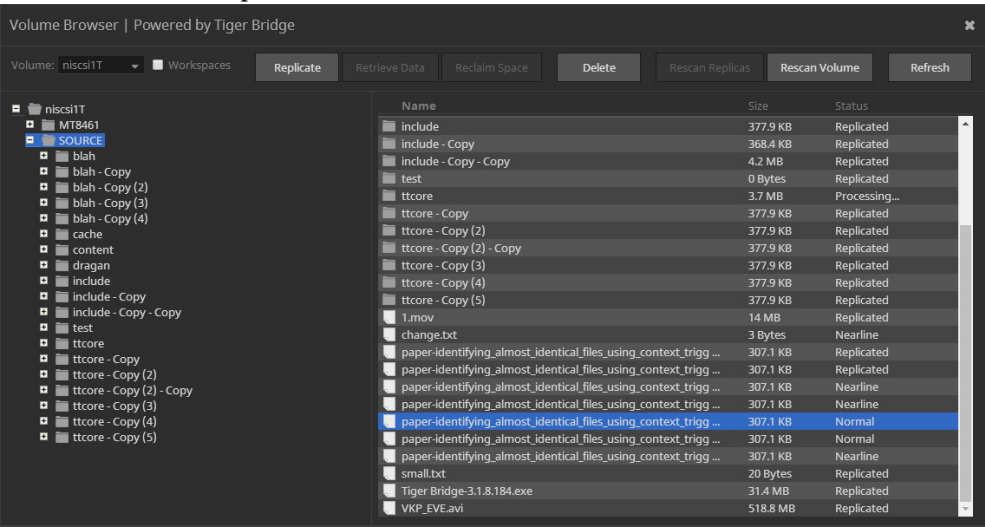 Volume Browser | Powered by Tiger Bridge
Volume: niscsi1T Workspaces Replicate Retrieve Data Reclaim Space Delete Rescan Replicas Rescan Volume Refresh
niscsi1T
MT8461
SOURCE
blah
blah - Copy
blah - Copy (2)
blah - Copy (3)
blah - Copy (4)
cache
content
dragan
include
include - Copy
include - Copy - Copy
test
ttcore
ttcore - Copy
ttcore - Copy (2)
ttcore - Copy (2) - Copy
ttcore - Copy (3)
ttcore - Copy (4)
ttcore - Copy (5)
Name Size Status
include 377.9 KB Replicated
include - Copy 368.4 KB Replicated
include - Copy - Copy 4.2 MB Replicated
test 0 Bytes Replicated
ttcore 3.7 MB Processing...
ttcore - Copy 377.9 KB Replicated
ttcore - Copy (2) 377.9 KB Replicated
ttcore - Copy (2) - Copy 377.9 KB Replicated
ttcore - Copy (3) 377.9 KB Replicated
ttcore - Copy (4) 377.9 KB Replicated
ttcore - Copy (5) 377.9 KB Replicated
1.mov 14 MB Replicated
change.txt 3 Bytes Nearline
paper-identifying_almost_identical_files_using_context_trigg ... 307.1 KB Replicated
paper-identifying_almost_identical_files_using_context_trigg ... 307.1 KB Replicated
paper-identifying_almost_identical_files_using_context_trigg ... 307.1 KB Nearline
paper-identifying_almost_identical_files_using_context_trigg ... 307.1 KB Nearline
paper-identifying_almost_identical_files_using_context_trigg ... 307.1 KB Normal
paper-identifying_almost_identical_files_using_context_trigg ... 307.1 KB Normal
paper-identifying_almost_identical_files_using_context_trigg ... 307.1 KB Nearline
small.txt 20 Bytes Replicated
Tiger Bridge-3.1.8.184.exe 31.4 MB Replicated
VKP_EVE.avi 518.8 MB Replicated